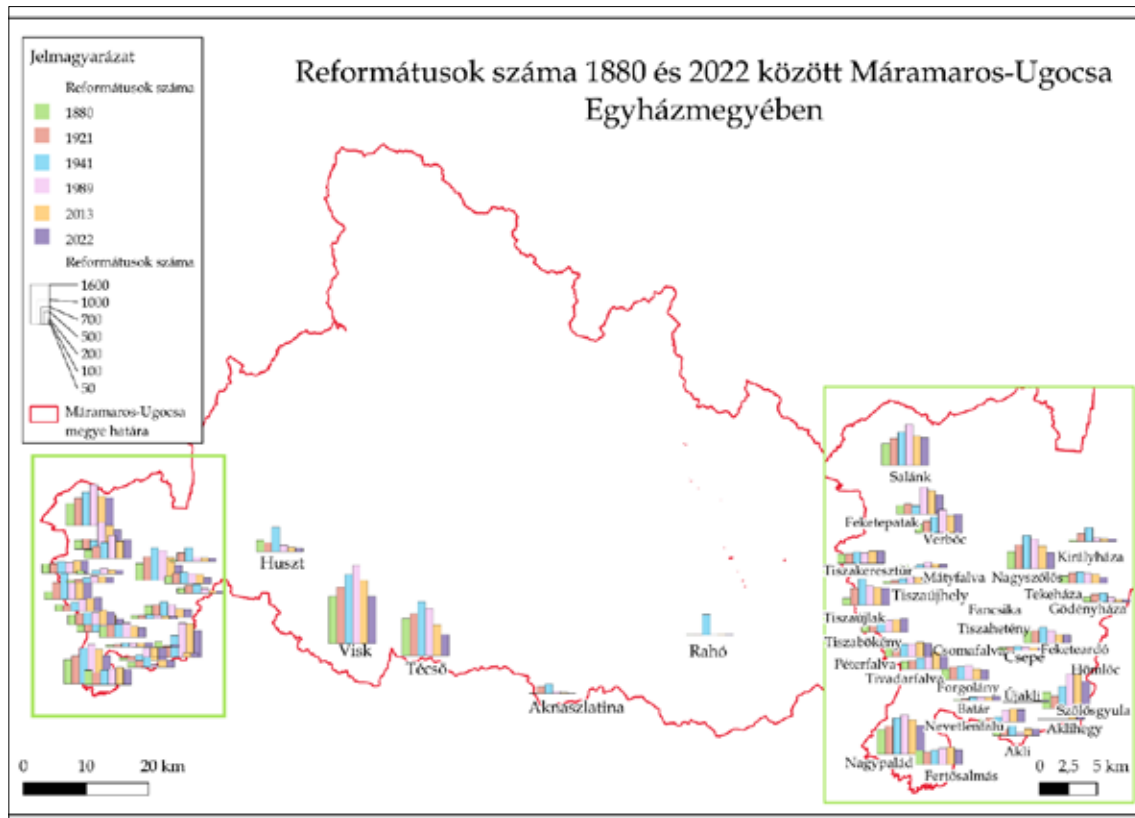 Reformátusok száma 1880 és 2022 között Máramaros-Ugocsa
Egyházmegyében
Jelmagyarázat
Reformátusok száma
1880
1921
1941
1989
2013
2022
Reformátusok száma
1600
1000
700
500
200
100
50
Máramaros-Ugocsa
megye határa
Huszt
Visk
Técső
Aknaszlatina
Rahó
Salánk
Feketepatak
Verbőc
Királyháza
Tiszakeresztúr
Mátyfalva
Nagyszőlős
Tiszaújhely
Tekeháza
Fancsika
Gödényháza
Tiszaújlak
Tiszahetény
Tiszabökény
Csomafalva
Csepe
Feketeardó
Péterfalva
Tivadarfalva
Hömlöc
Forgolány
Újakli
Batár
Szőlősgyula
Nevetlenfalu
Aklihegy
Akli
Nagypalád
Fertősalmás
0 10 20 km
0 2,5 5 km